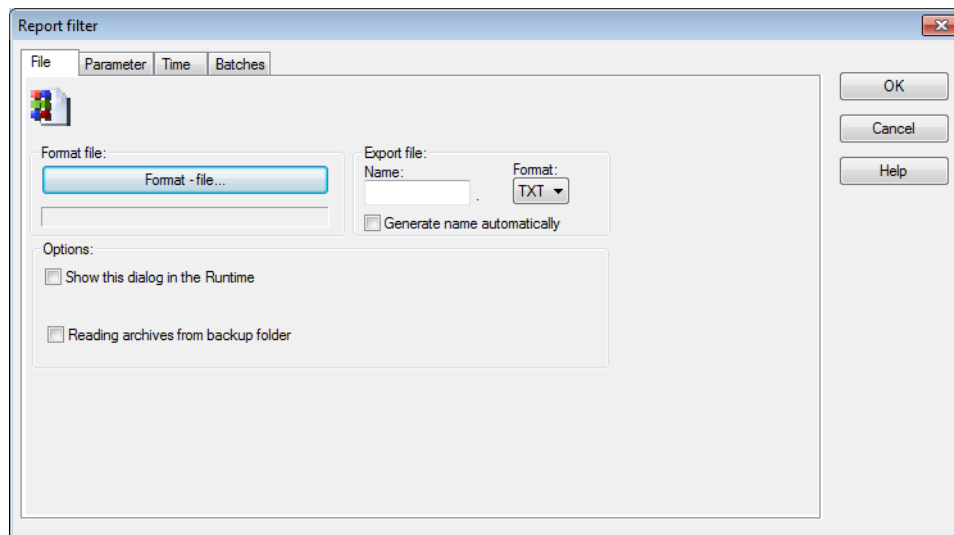 Report filter
File Parameter Time Batches
OK
Cancel
Help
Format file:
Format - file...
Export file:
Name: Format:
. TXT
Generate name automatically
Options:
Show this dialog in the Runtime
Reading archives from backup folder